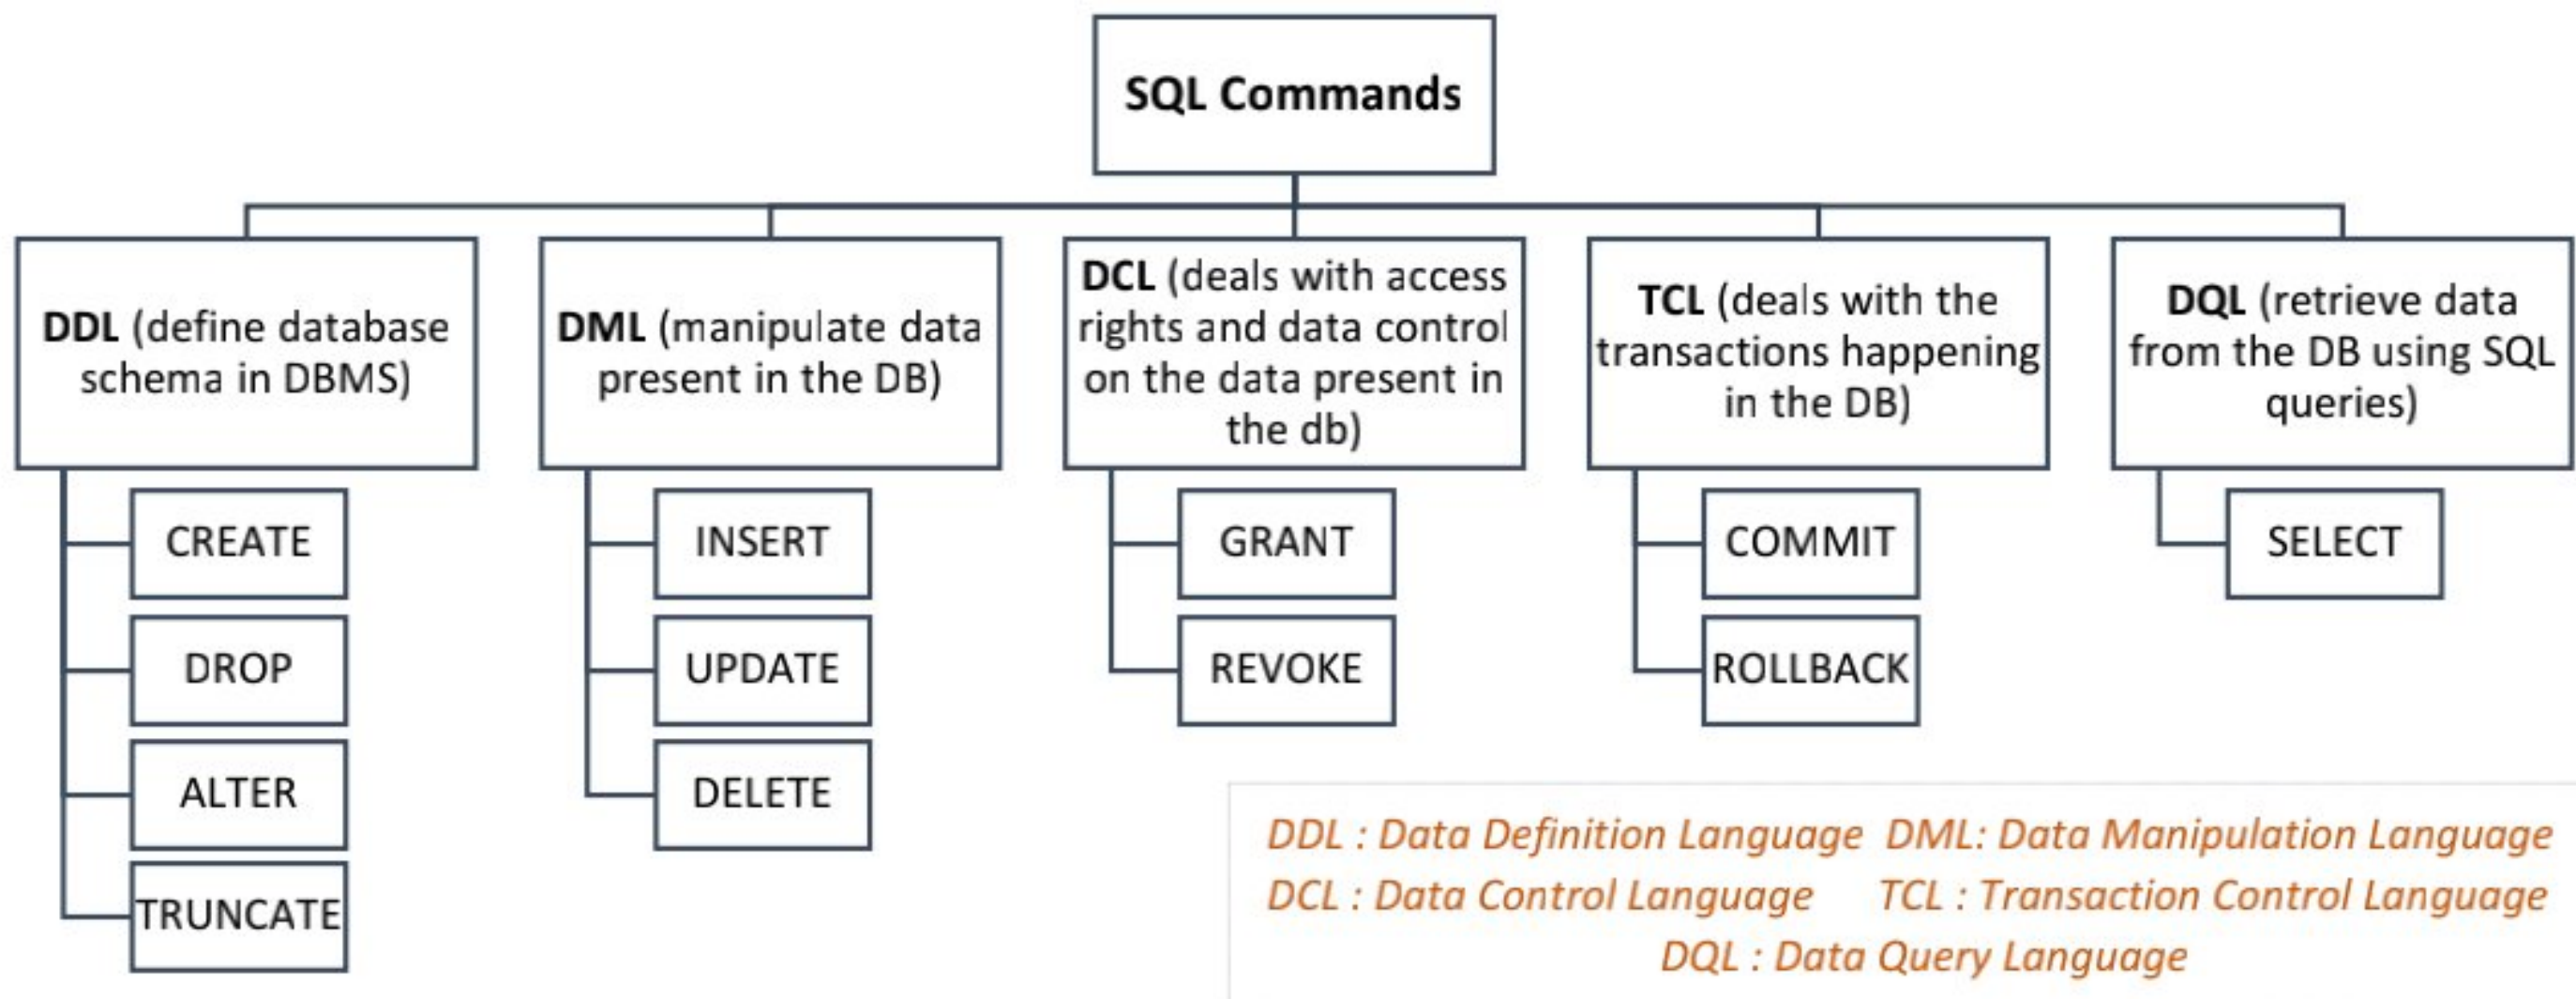 SQL Commands
DDL (define database
schema in DBMS)
CREATE
DROP
ALTER
TRUNCATE
DML (manipulate data
present in the DB)
INSERT
UPDATE
DELETE
DCL (deals with access
rights and data control
on the data present in
the db)
GRANT
REVOKE
TCL (deals with the
transactions happening
in the DB)
COMMIT
ROLLBACK
DQL (retrieve data
from the DB using SQL
queries)
SELECT
DDL : Data Definition Language DML: Data Manipulation Language
DCL : Data Control Language TCL : Transaction Control Language
DQL : Data Query Language